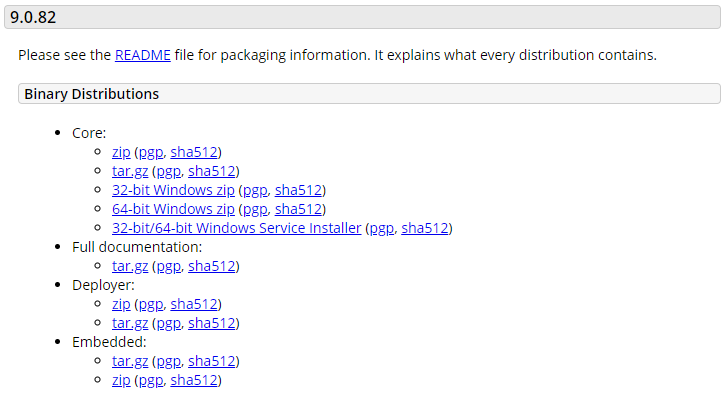 9.0.82
Please see the README file for packaging information. It explains what every distribution contains.
Binary Distributions
Core:
zip (pgp, sha512)
tar.gz (pgp, sha512)
32-bit Windows zip (pgp, sha512)
64-bit Windows zip (pgp, sha512)
32-bit/64-bit Windows Service Installer (pgp, sha512)
Full documentation:
tar.gz (pgp, sha512)
Deployer:
zip (pgp, sha512)
tar.gz (pgp, sha512)
Embedded:
tar.gz (pgp, sha512)
zip (pgp, sha512)